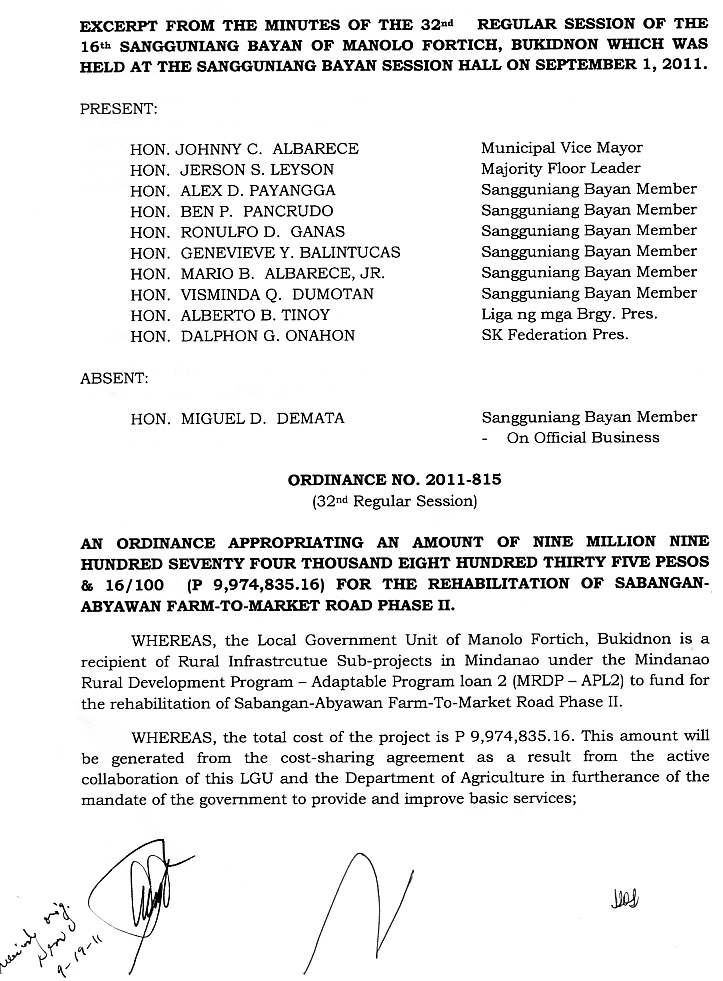 EXCERPT FROM THE MINUTES OF THE 32nd REGULAR SESSION OF THE
16th SANGGUNIANG BAYAN OF MANOLO FORTICH, BUKIDNON WHICH WAS
HELD AT THE SANGGUNIANG BAYAN SESSION HALL ON SEPTEMBER 1, 2011.
PRESENT:
HON. JOHNNY C. ALBARECE Municipal Vice Mayor
HON. JERSON S. LEYSON Majority Floor Leader
HON. ALEX D. PAYANGGA Sangguniang Bayan Member
HON. BEN P. PANCRUDO Sangguniang Bayan Member
HON. RONULFO D. GANAS Sangguniang Bayan Member
HON. GENEVIEVE Y. BALINTUCAS Sangguniang Bayan Member
HON. MARIO B. ALBARECE, JR. Sangguniang Bayan Member
HON. VISMINDA Q. DUMOTAN Sangguniang Bayan Member
HON. ALBERTO B. TINOY Liga ng mga Brgy. Pres.
HON. DALPHON G. ONAHON SK Federation Pres.
ABSENT:
HON. MIGUEL D. DEMATA Sangguniang Bayan Member
- On Official Business
ORDINANCE NO. 2011-815
(32nd Regular Session)
AN ORDINANCE APPROPRIATING AN AMOUNT OF NINE MILLION NINE
HUNDRED SEVENTY FOUR THOUSAND EIGHT HUNDRED THIRTY FIVE PESOS
& 16/100 (P 9,974,835.16) FOR THE REHABILITATION OF SABANGAN-
ABYAWAN FARM-TO-MARKET ROAD PHASE II.
WHEREAS, the Local Government Unit of Manolo Fortich, Bukidnon is a
recipient of Rural Infrastrcutue Sub-projects in Mindanao under the Mindanao
Rural Development Program – Adaptable Program loan 2 (MRDP – APL2) to fund for
the rehabilitation of Sabangan-Abyawan Farm-To-Market Road Phase II.
WHEREAS, the total cost of the project is P 9,974,835.16. This amount will
be generated from the cost-sharing agreement as a result from the active
collaboration of this LGU and the Department of Agriculture in furtherance of the
mandate of the government to provide and improve basic services;
orig.
9-19-11